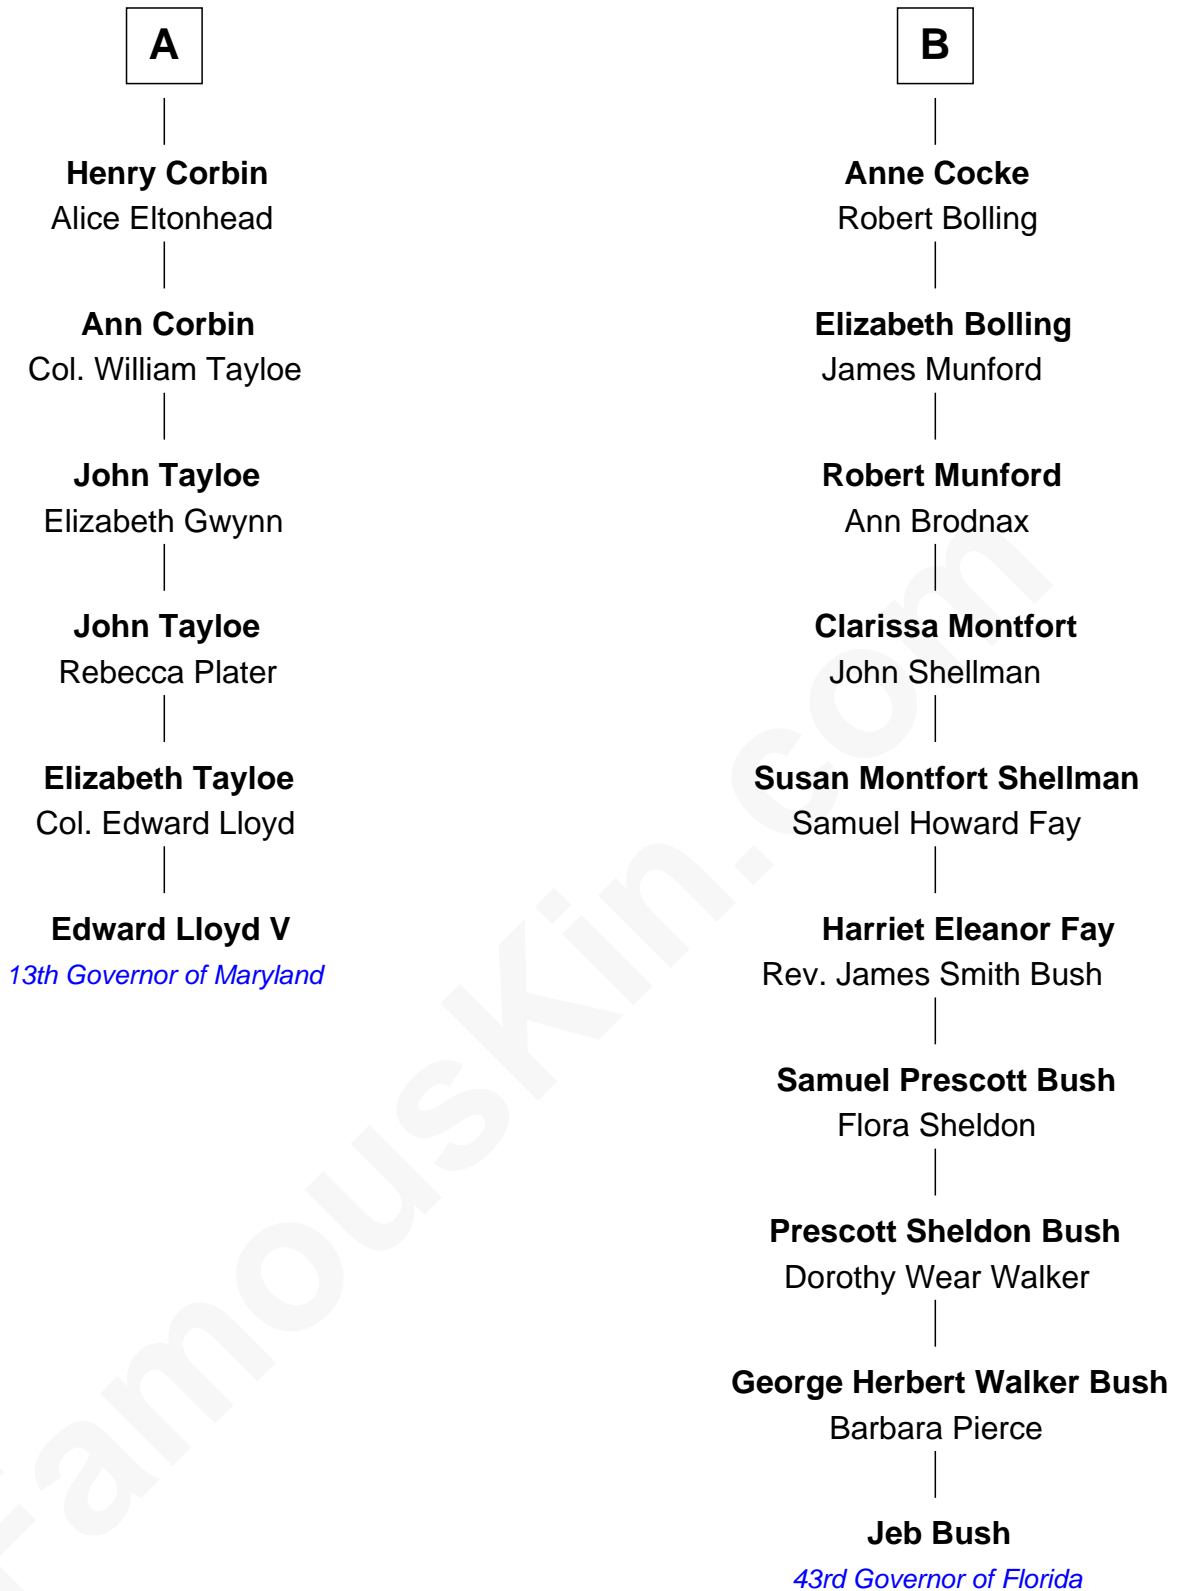 A
Henry Corbin
Alice Eltonhead
Ann Corbin
Col. William Tayloe
John Tayloe
Elizabeth Gwynn
John Tayloe
Rebecca Plater
Elizabeth Tayloe
Col. Edward Lloyd
Edward Lloyd V
13th Governor of Maryland
B
Anne Cocke
Robert Bolling
Elizabeth Bolling
James Munford
Robert Munford
Ann Brodnax
Clarissa Montfort
John Shellman
Susan Montfort Shellman
Samuel Howard Fay
Harriet Eleanor Fay
Rev. James Smith Bush
Samuel Prescott Bush
Flora Sheldon
Prescott Sheldon Bush
Dorothy Wear Walker
George Herbert Walker Bush
Barbara Pierce
Jeb Bush
43rd Governor of Florida
FamousKin.com